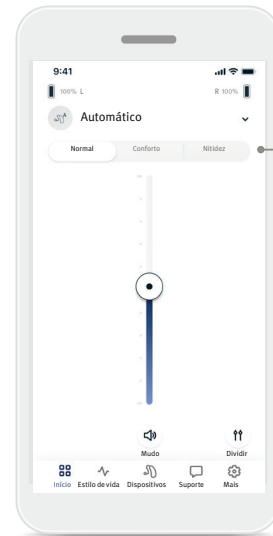 9:41
100% L
R 100%
Automático
Normal Conforto Nitidez
Mudo Dividir
Início Estilo de vida Dispositivos Suporte Mais